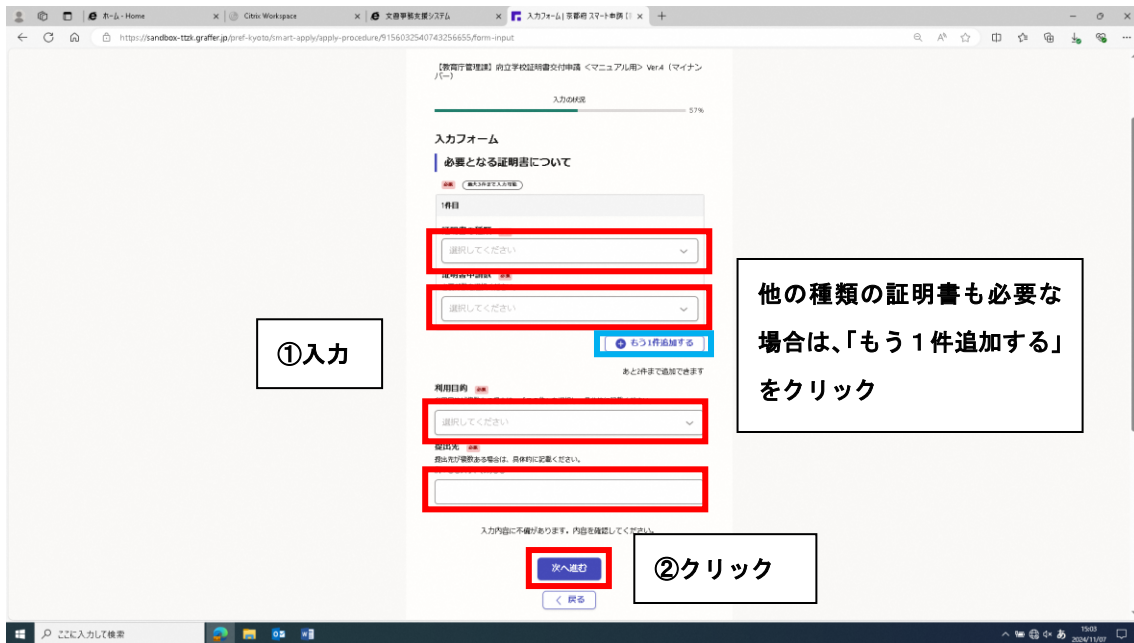 ホーム - Home
Citrix Workspace
文書事務支援システム
入力フォーム | 京都府 スマート申請 [
https://sandbox-ttzk.graffer.jp/pref-kyoto/smart-apply/apply-procedure/9156032540743256655/form-input
【教育庁管理課】府立学校証明書交付申請 <マニュアル用> Ver.4（マイナン
バー）
入力の状況
57%
入力フォーム
必要となる証明書について
必須 最大3件まで入力可能
1件目
選択してください
証明書申請数 必須
選択してください
もう1件追加する
あと2件まで追加できます
利用目的 必須
選択してください
提出先 必須
提出先が複数ある場合は、具体的に記載ください。
入力内容に不備があります。内容を確認してください。
次へ進む
戻る
①入力
他の種類の証明書も必要な
場合は、「もう１件追加する」
をクリック
②クリック
ここに入力して検索
あ
15:03
2024/11/07